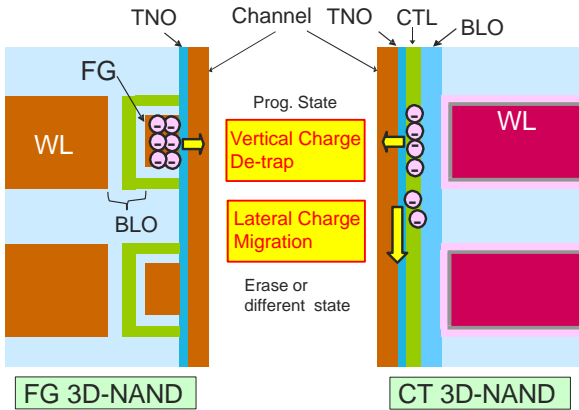 TNO
Channel
TNO
CTL
BLO
FG
WL
BLO
Prog. State
Vertical Charge
De-trap
Lateral Charge
Migration
Erase or
different state
WL
FG 3D-NAND
CT 3D-NAND